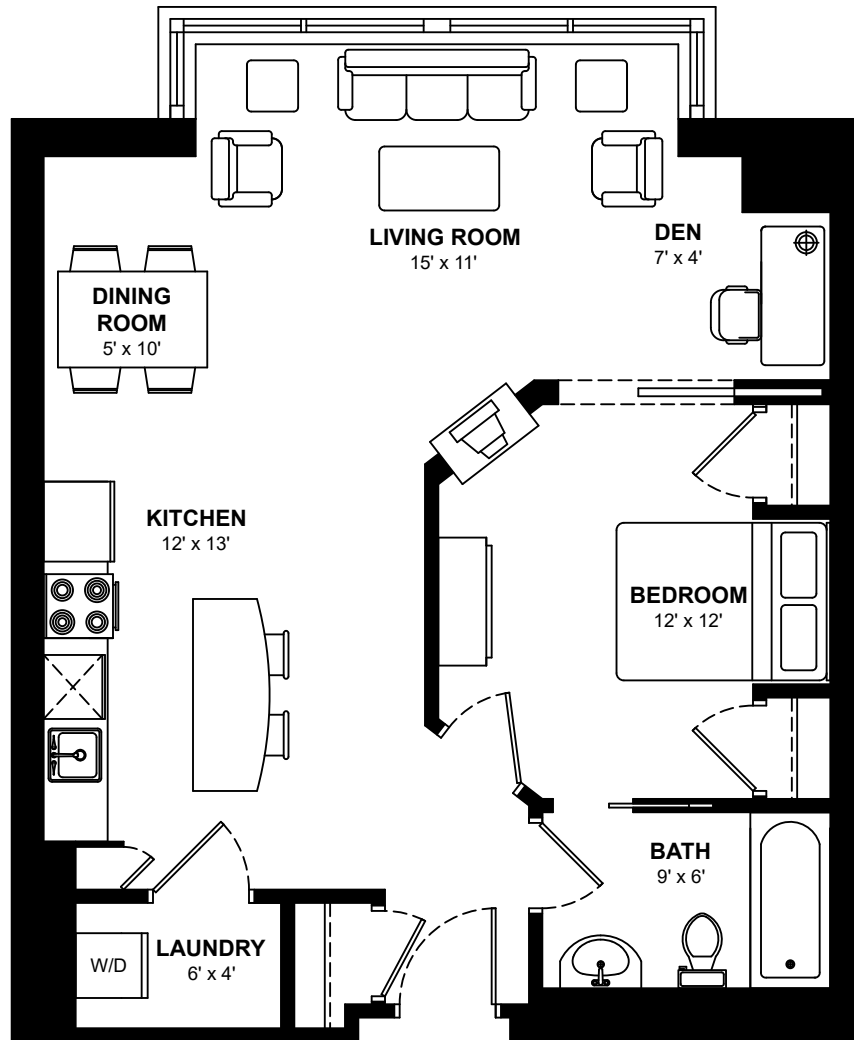 LIVING ROOM
15' x 11'
DEN
7' x 4'
DINING
ROOM
5' x 10'
KITCHEN
12' x 13'
BEDROOM
12' x 12'
BATH
9' x 6'
LAUNDRY
6' x 4'
W/D